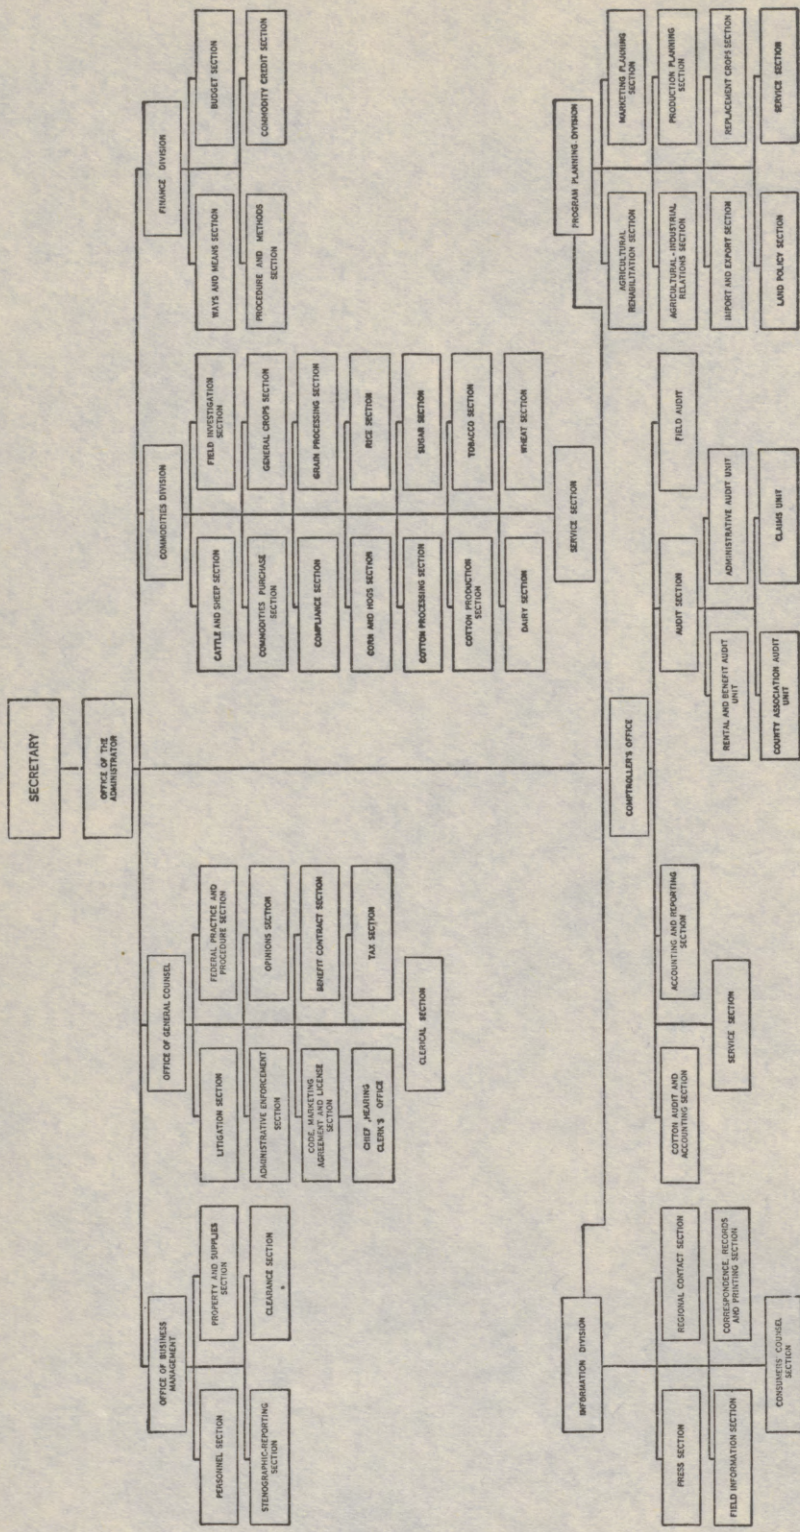 SECRETARY
OFFICE OF THE
ADMINISTRATOR
OFFICE OF BUSINESS
MANAGEMENT
PERSONNEL SECTION
PROPERTY AND SUPPLIES
SECTION
STENOGRAPHIC-REPORTING
SECTION
CLEARANCE SECTION
OFFICE OF GENERAL COUNSEL
LITIGATION SECTION
FEDERAL PRACTICE AND
PROCEDURE SECTION
ADMINISTRATIVE ENFORCEMENT
SECTION
OPINIONS SECTION
CODE, MARKETING
AGREEMENT AND LICENSE
SECTION
BENEFIT CONTRACT SECTION
CHIEF HEARING
CLERK'S OFFICE
TAX SECTION
CLERICAL SECTION
COMMODITIES DIVISION
CATTLE AND SHEEP SECTION
FIELD INVESTIGATION
SECTION
COMMODITIES PURCHASE
SECTION
GENERAL CROPS SECTION
COMPLIANCE SECTION
GRAIN PROCESSING SECTION
CORN AND HOGS SECTION
RICE SECTION
COTTON PROCESSING SECTION
SUGAR SECTION
COTTON PRODUCTION
SECTION
TOBACCO SECTION
DAIRY SECTION
WHEAT SECTION
SERVICE SECTION
FINANCE DIVISION
WAYS AND MEANS SECTION
BUDGET SECTION
PROCEDURE AND METHODS
SECTION
COMMODITY CREDIT SECTION
INFORMATION DIVISION
PRESS SECTION
REGIONAL CONTACT SECTION
FIELD INFORMATION SECTION
CORRESPONDENCE, RECORDS
AND PRINTING SECTION
CONSUMERS' COUNSEL
SECTION
COMPTROLLER'S OFFICE
COTTON AUDIT AND
ACCOUNTING SECTION
ACCOUNTING AND REPORTING
SECTION
SERVICE SECTION
AUDIT SECTION
FIELD AUDIT
RENTAL AND BENEFIT AUDIT
UNIT
ADMINISTRATIVE AUDIT UNIT
COUNTY ASSOCIATION AUDIT
UNIT
CLAIMS UNIT
PROGRAM PLANNING DIVISION
AGRICULTURAL
REHABILITATION SECTION
MARKETING PLANNING
SECTION
AGRICULTURAL-INDUSTRIAL
RELATIONS SECTION
PRODUCTION PLANNING
SECTION
IMPORT AND EXPORT SECTION
REPLACEMENT CROPS SECTION
LAND POLICY SECTION
SERVICE SECTION